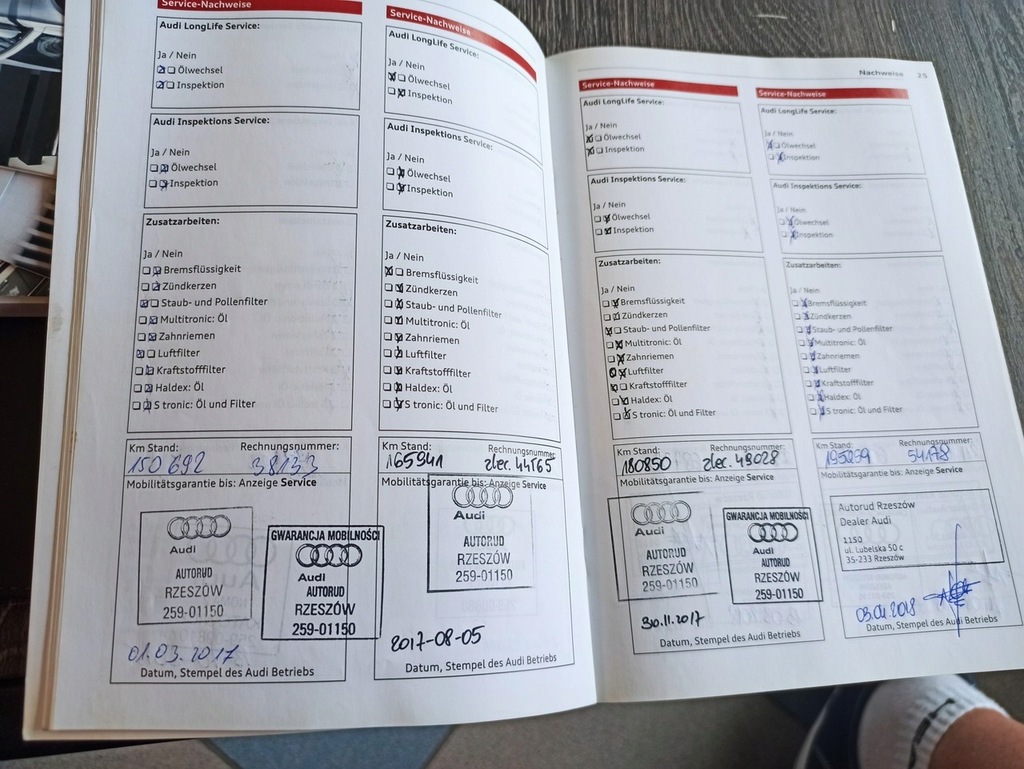 Service-Nachweise
Audi LongLife Service:
Ja / Nein
Ölwechsel
Inspektion
Audi Inspektions Service:
Ja / Nein
Ölwechsel
Inspektion
Zusatzarbeiten:
Ja / Nein
Bremsflüssigkeit
Zündkerzen
Staub- und Pollenfilter
Multitronic: Öl
Zahnriemen
Luftfilter
Kraftstofffilter
Haldex: Öl
S tronic: Öl und Filter
Km Stand: Rechnungsnummer:
150 692 38133
Mobilitätsgarantie bis: Anzeige Service
Audi
AUTORUD
RZESZÓW
259-01150
GWARANCJA MOBILNOŚCI
Audi
AUTORUD
RZESZÓW
259-01150
01.03.2017
Datum, Stempel des Audi Betriebs
Service-Nachweise
Audi LongLife Service:
Ja / Nein
Ölwechsel
Inspektion
Audi Inspektions Service:
Ja / Nein
Ölwechsel
Inspektion
Zusatzarbeiten:
Ja / Nein
Bremsflüssigkeit
Zündkerzen
Staub- und Pollenfilter
Multitronic: Öl
Zahnriemen
Luftfilter
Kraftstofffilter
Haldex: Öl
S tronic: Öl und Filter
Km Stand: Rechnungsnummer:
165941 zlec. 44765
Mobilitätsgarantie bis: Anzeige Service
Audi
AUTORUD
RZESZÓW
259-01150
2017-08-05
Datum, Stempel des Audi Betriebs
Nachweise 25
Service-Nachweise
Audi LongLife Service:
Ja / Nein
Ölwechsel
Inspektion
Audi Inspektions Service:
Ja / Nein
Ölwechsel
Inspektion
Zusatzarbeiten:
Ja / Nein
Bremsflüssigkeit
Zündkerzen
Staub- und Pollenfilter
Multitronic: Öl
Zahnriemen
Luftfilter
Kraftstofffilter
Haldex: Öl
S tronic: Öl und Filter
Km Stand: Rechnungsnummer:
180850 zlec. 49028
Mobilitätsgarantie bis: Anzeige Service
Audi
AUTORUD
RZESZÓW
259-01150
GWARANCJA MOBILNOŚCI
Audi
AUTORUD
RZESZÓW
259-01150
30.11.2017
Datum, Stempel des Audi Betriebs
Service-Nachweise
Audi LongLife Service:
Ja / Nein
Ölwechsel
Inspektion
Audi Inspektions Service:
Ja / Nein
Ölwechsel
Inspektion
Zusatzarbeiten:
Ja / Nein
Bremsflüssigkeit
Zündkerzen
Staub- und Pollenfilter
Multitronic: Öl
Zahnriemen
Luftfilter
Kraftstofffilter
Haldex: Öl
S tronic: Öl und Filter
Km Stand: Rechnungsnummer:
54178
Mobilitätsgarantie bis: Anzeige Service
Autorud Rzeszów
Dealer Audi
1150
ul. Lubelska 50 c
35-233 Rzeszów
03.04.2018
Datum, Stempel des Audi Betriebs